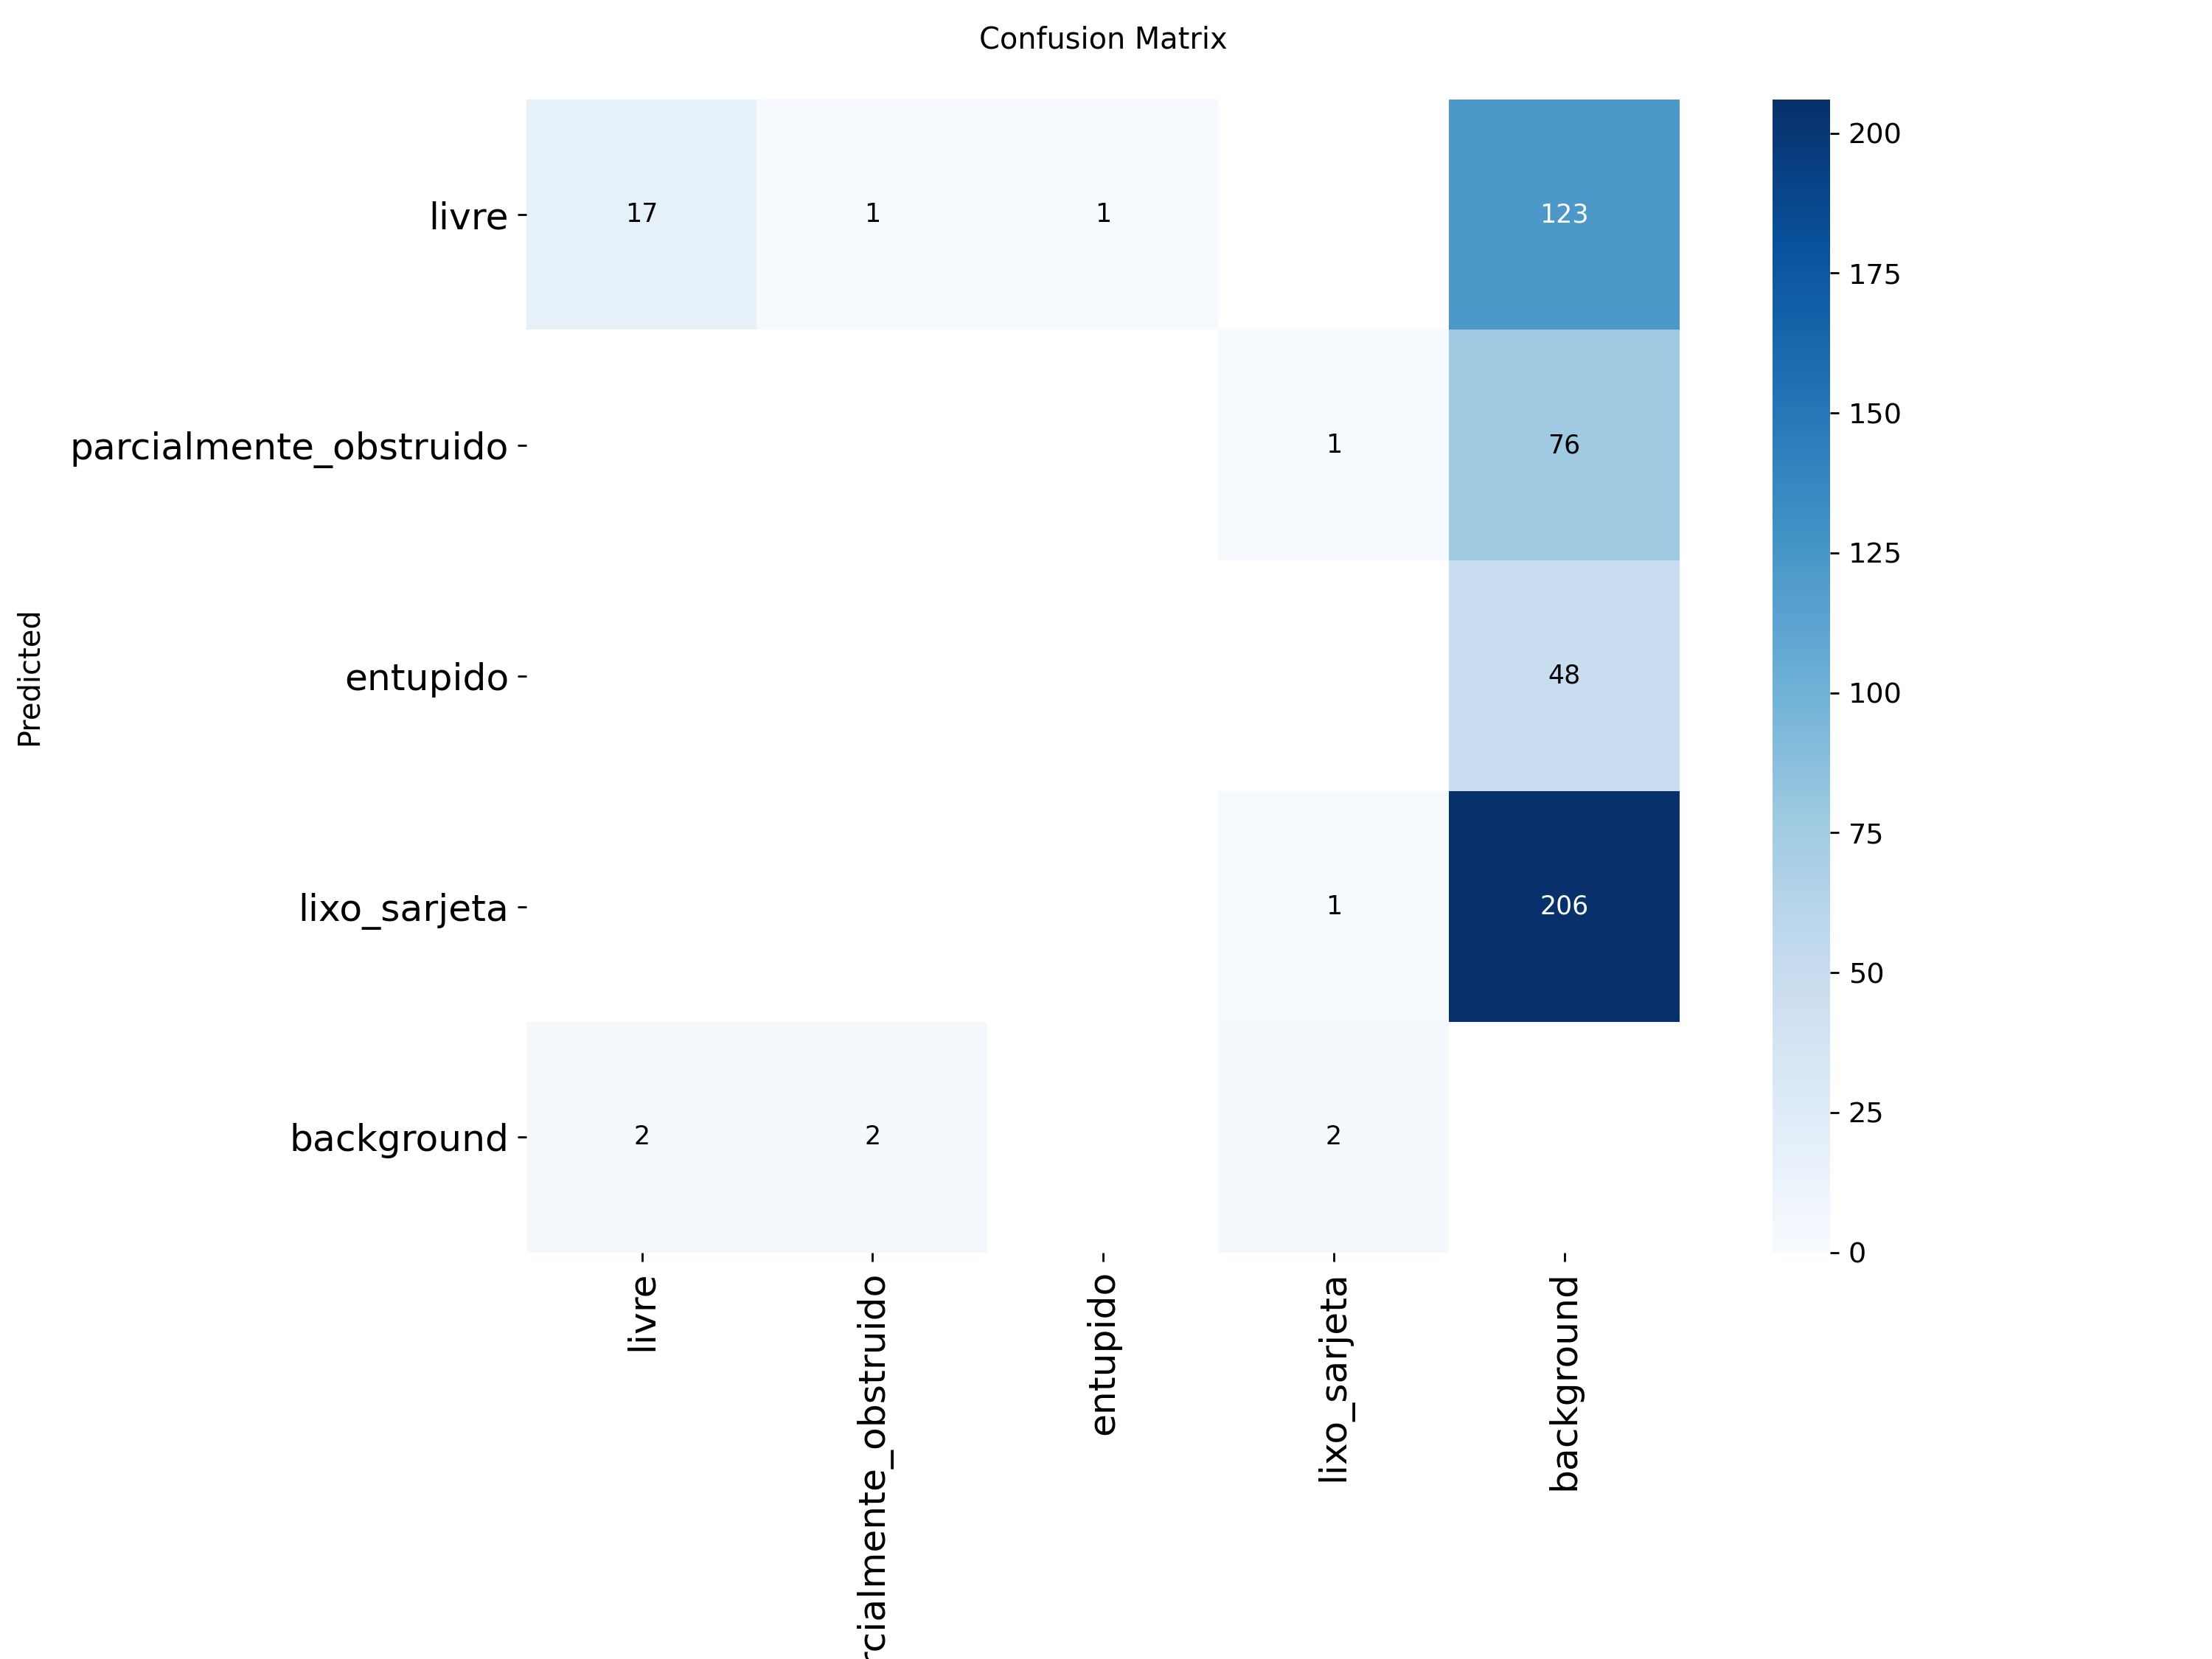 Confusion Matrix
livre
17
1
1
123
200
175
150
125
100
75
50
25
0
parcialmente_obstruido
1
76
Predicted
entupido
48
lixo_sarjeta
1
206
background
2
2
2
livre
rcialmente_obstruido
entupido
lixo_sarjeta
background